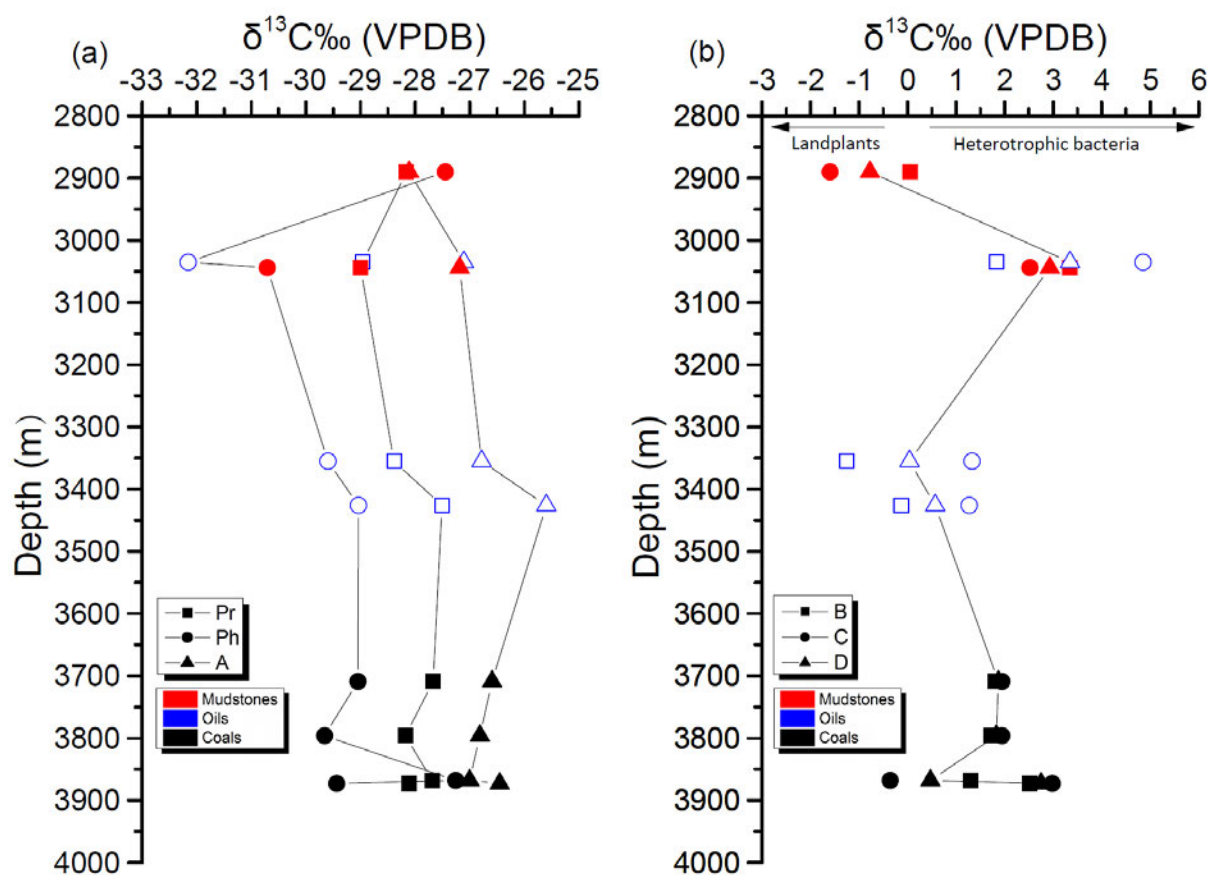 (a)
δ¹³C‰ (VPDB)
-33 -32 -31 -30 -29 -28 -27 -26 -25
2800
2900
3000
3100
3200
3300
3400
3500
3600
3700
3800
3900
4000
Depth (m)
Pr
Ph
A
Mudstones
Oils
Coals
(b)
δ¹³C‰ (VPDB)
-3 -2 -1 0 1 2 3 4 5 6
Landplants Heterotrophic bacteria
2800
2900
3000
3100
3200
3300
3400
3500
3600
3700
3800
3900
4000
Depth (m)
B
C
D
Mudstones
Oils
Coals